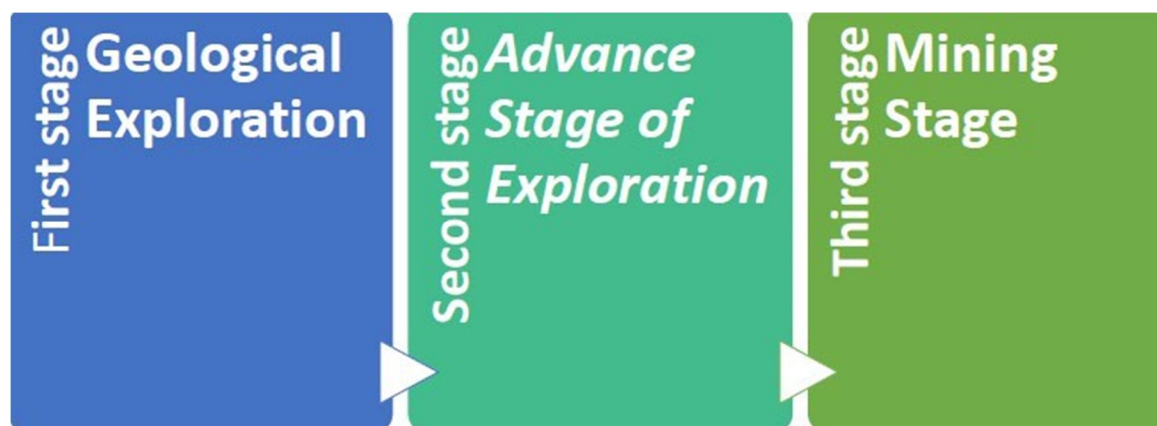 First stage
Geological
Exploration
Second stage
Advance
Stage of
Exploration
Third stage
Mining
Stage